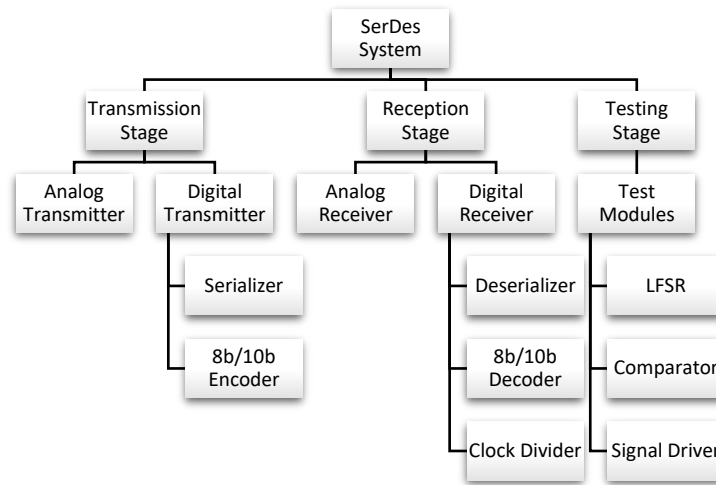 SerDes
System
Transmission
Stage
Reception
Stage
Testing
Stage
Analog
Transmitter
Digital
Transmitter
Analog
Receiver
Digital
Receiver
Test
Modules
Serializer
Deserializer
LFSR
8b/10b
Encoder
8b/10b
Decoder
Comparator
Clock Divider
Signal Driver